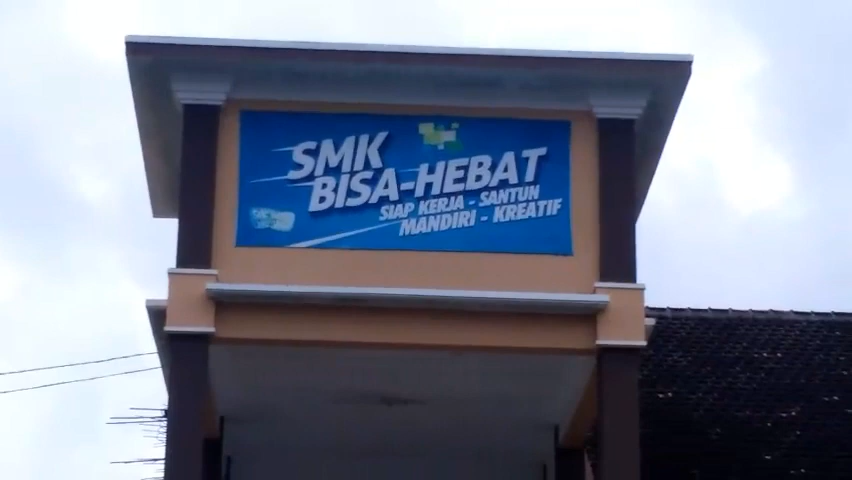 SMK
BISA-HEBAT
SIAP KERJA - SANTUN
MANDIRI - KREATIF